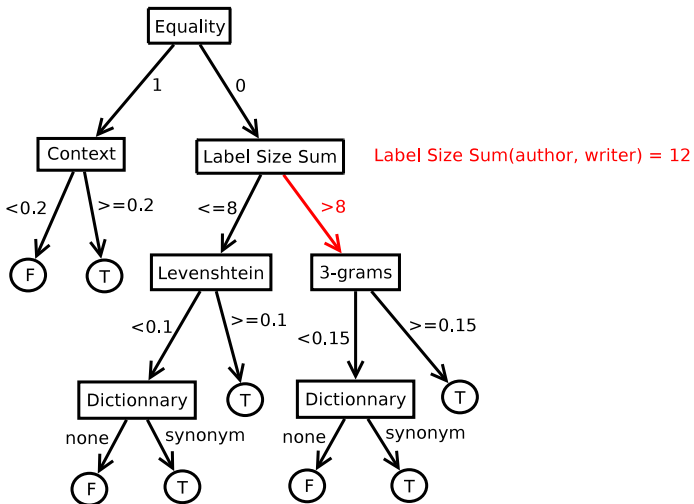 Equality
1
0
Context
Label Size Sum
Label Size Sum(author, writer) = 12
<0.2
>=0.2
<=8
>8
F
T
Levenshtein
3-grams
<0.1
>=0.1
<0.15
>=0.15
Dictionnary
T
Dictionnary
T
none
synonym
none
synonym
F
T
F
T